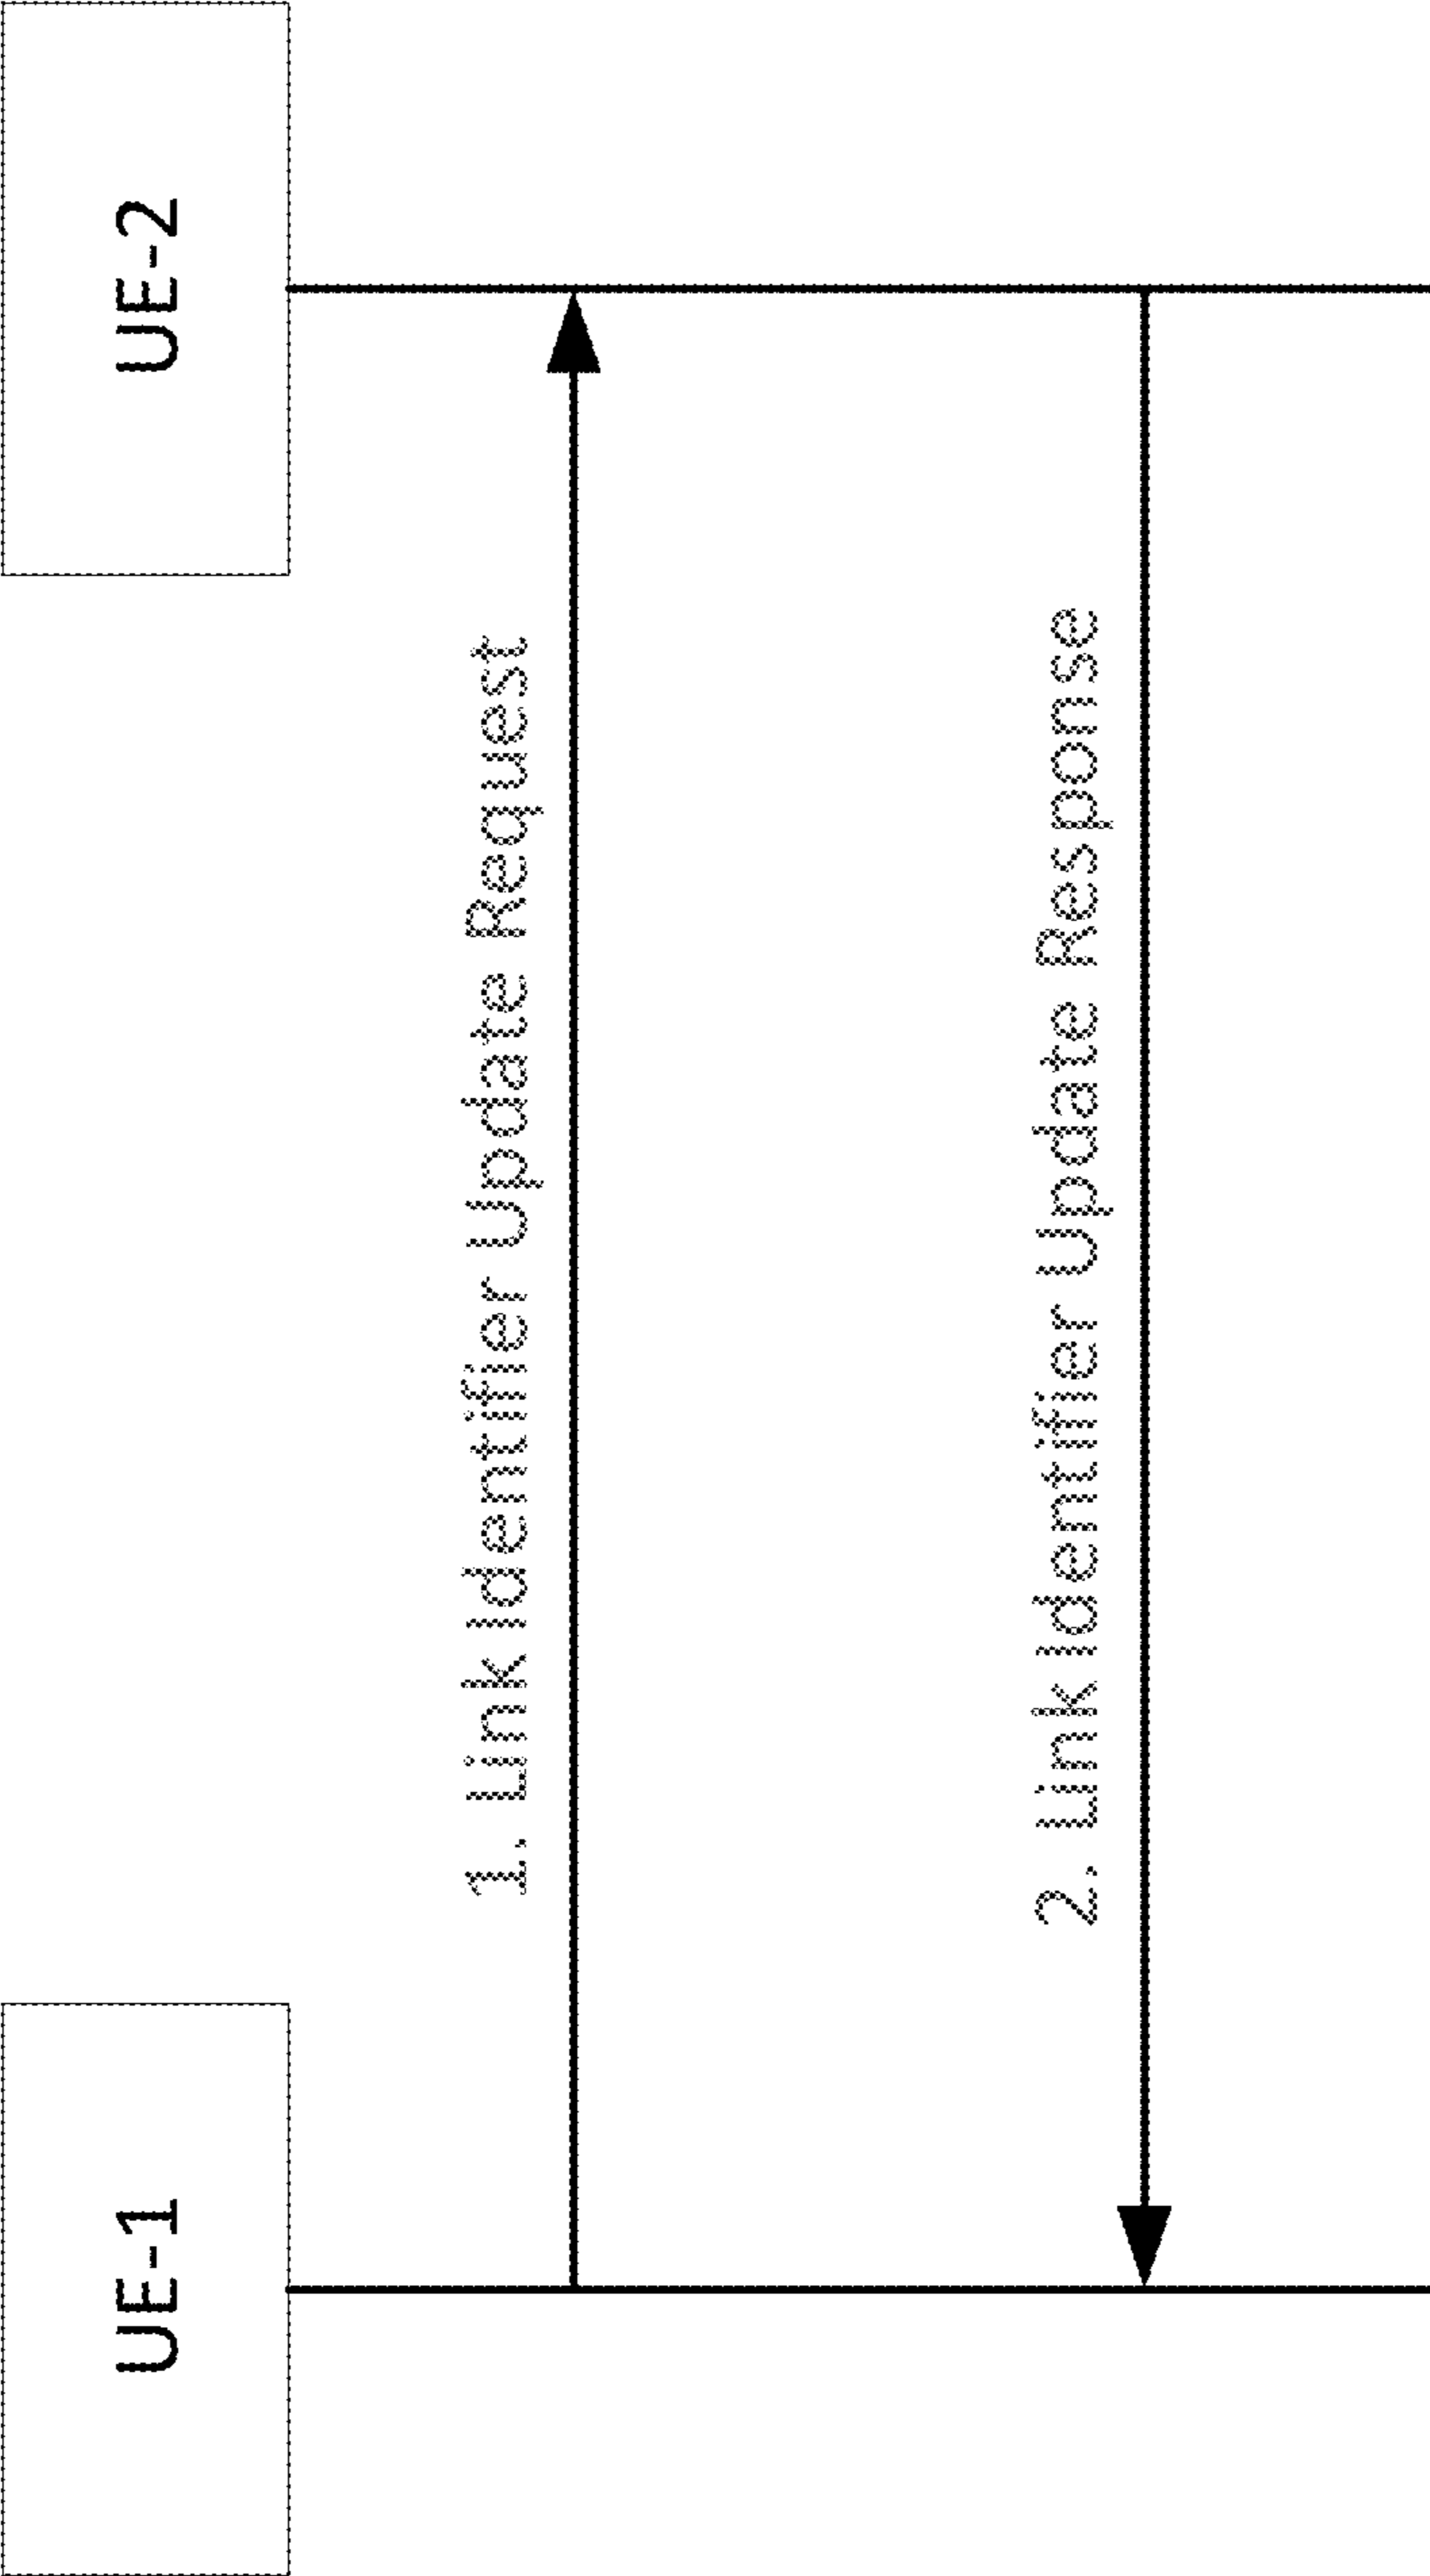 UE-1
UE-2
1. Link Identifier Update Request
2. Link Identifier Update Response